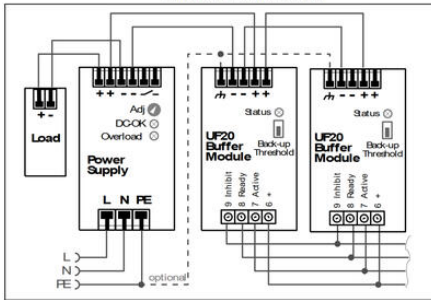 + + - -
+ -
Load
Adj
DC-OK
Overload
Power
Supply
L N PE
- - + +
Status
UF20
Buffer
Module
Back-up
Threshold
9 Inhibit
8 Ready
7 Active
6 +
- - + +
Status
UF20
Buffer
Module
Back-up
Threshold
9 Inhibit
8 Ready
7 Active
6 +
L
N
PE
optional